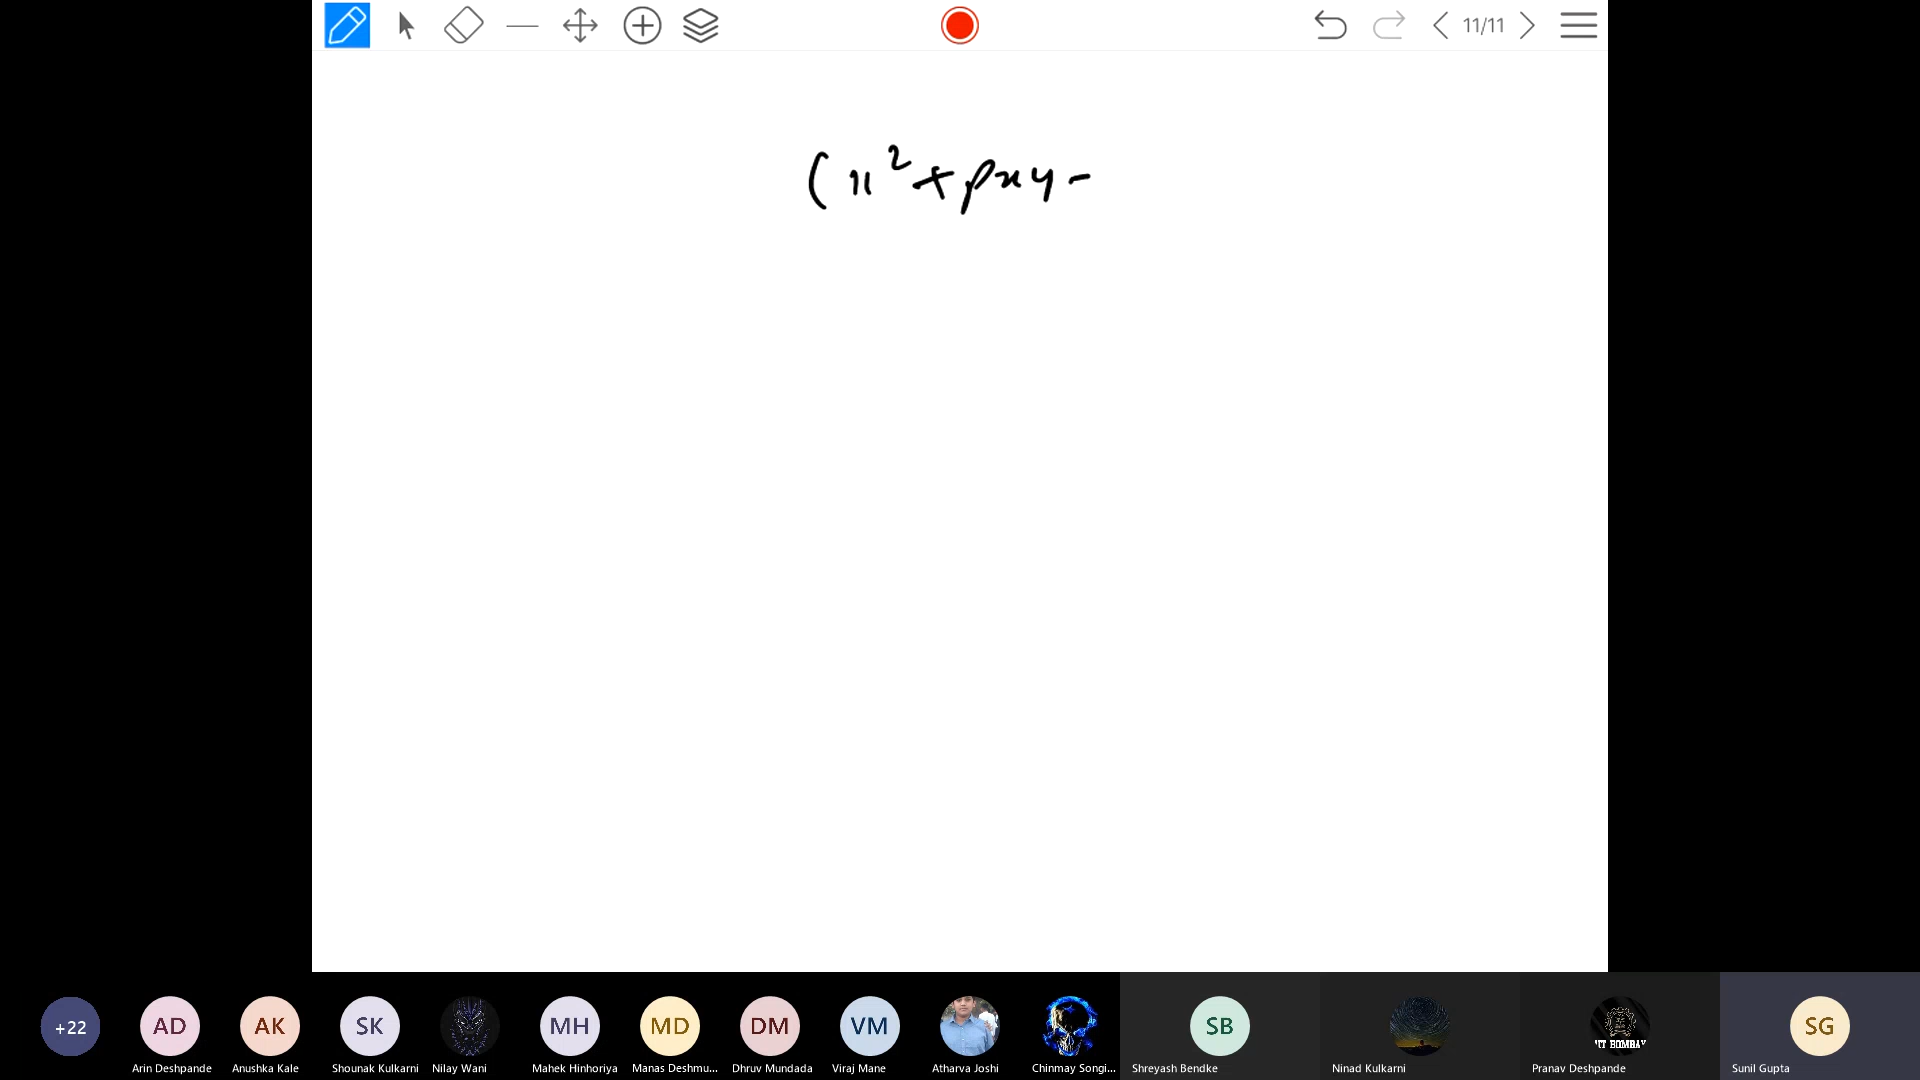 11/11
( x² + pxy -
+22
AD
AK
SK
MH
MD
DM
VM
SB
"IT BOMBAY"
SG
Arin Deshpande
Anushka Kale
Shounak Kulkarni
Nilay Wani
Mahek Hinhoriya
Manas Deshmu...
Dhruv Mundada
Viraj Mane
Atharva Joshi
Chinmay Songi...
Shreyash Bendke
Ninad Kulkarni
Pranav Deshpande
Sunil Gupta